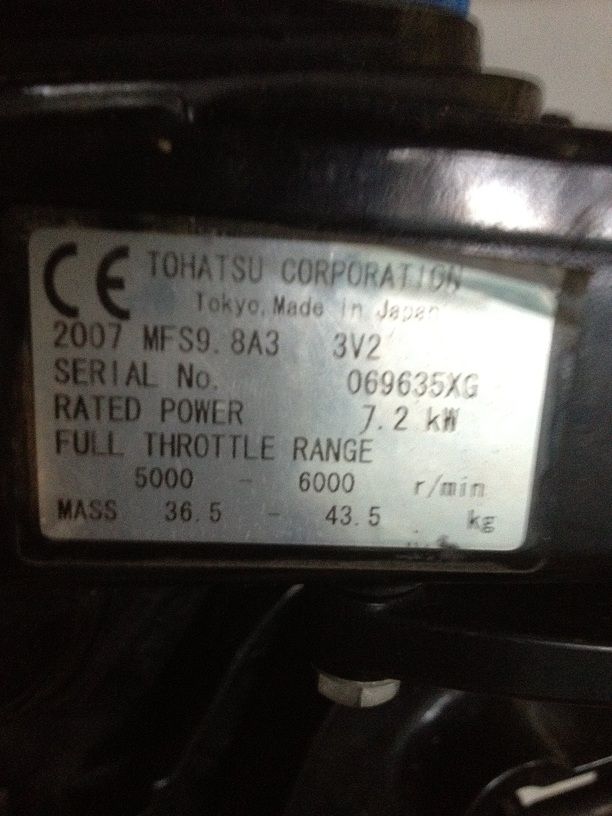 CE TOHATSU CORPORATION
Tokyo, Made in Japan
2007 MFS9.8A3 3V2
SERIAL No. 069635XG
RATED POWER 7.2 kW
FULL THROTTLE RANGE
5000 - 6000 r/min
MASS 36.5 - 43.5 kg